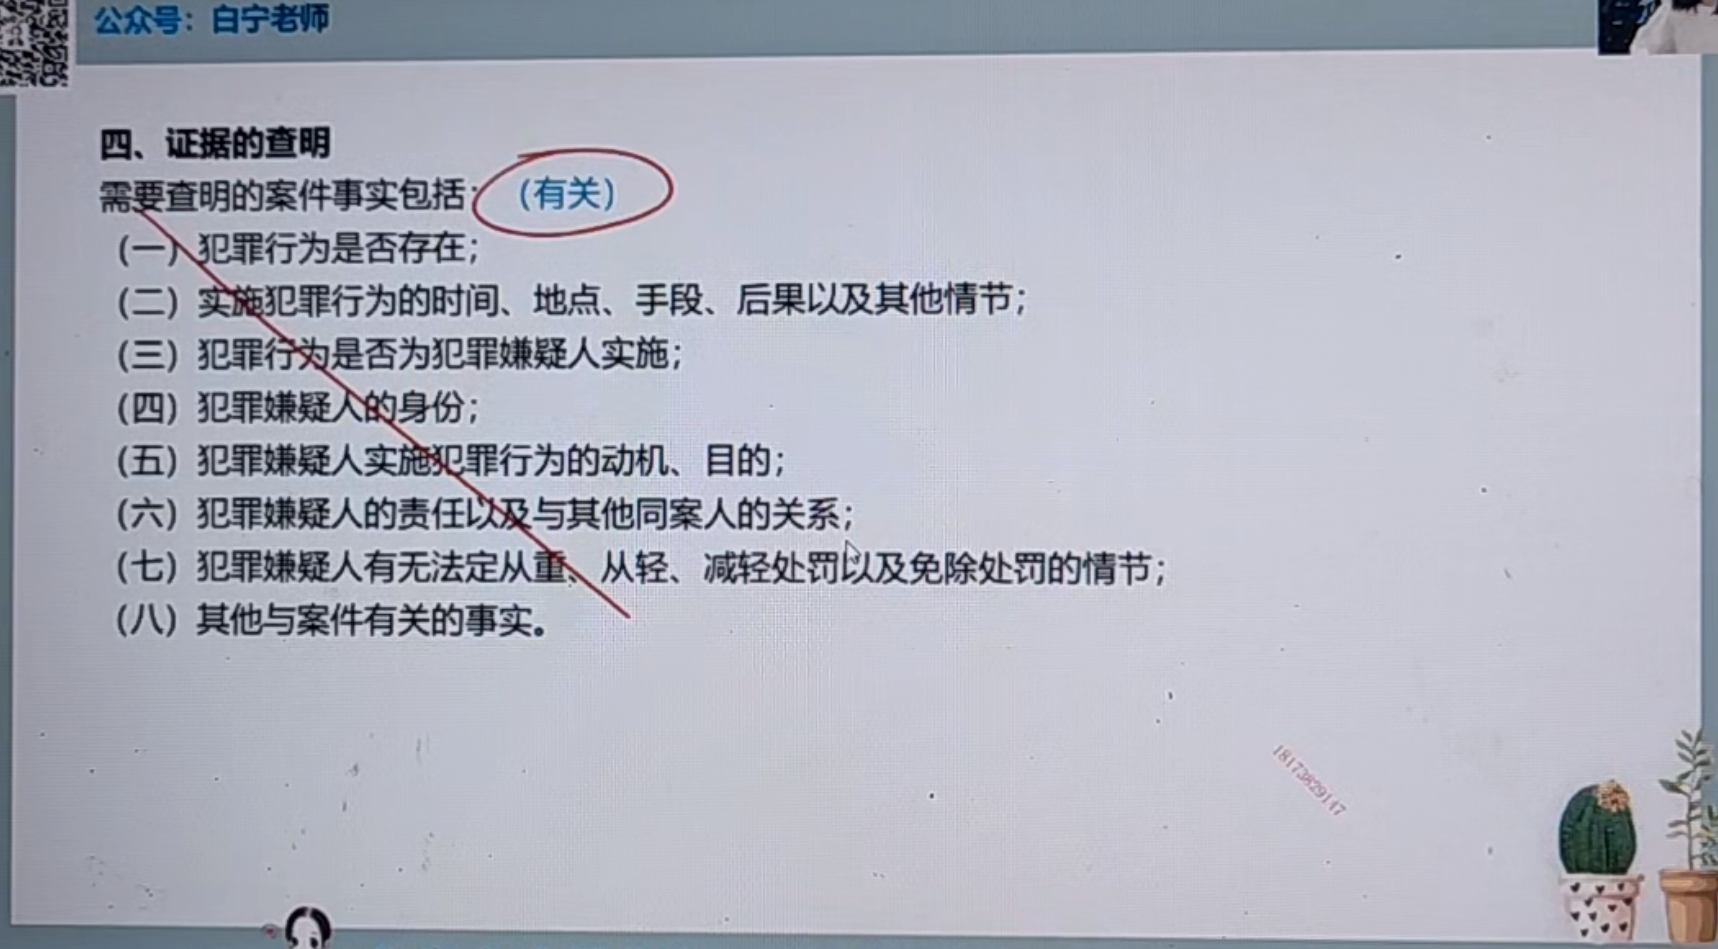 公众号：白宁老师
四、证据的查明
需要查明的案件事实包括：（有关）
（一）犯罪行为是否存在；
（二）实施犯罪行为的时间、地点、手段、后果以及其他情节；
（三）犯罪行为是否为犯罪嫌疑人实施；
（四）犯罪嫌疑人的身份；
（五）犯罪嫌疑人实施犯罪行为的动机、目的；
（六）犯罪嫌疑人的责任以及与其他同案人的关系；
（七）犯罪嫌疑人有无法定从重、从轻、减轻处罚以及免除处罚的情节；
（八）其他与案件有关的事实。
18173829147